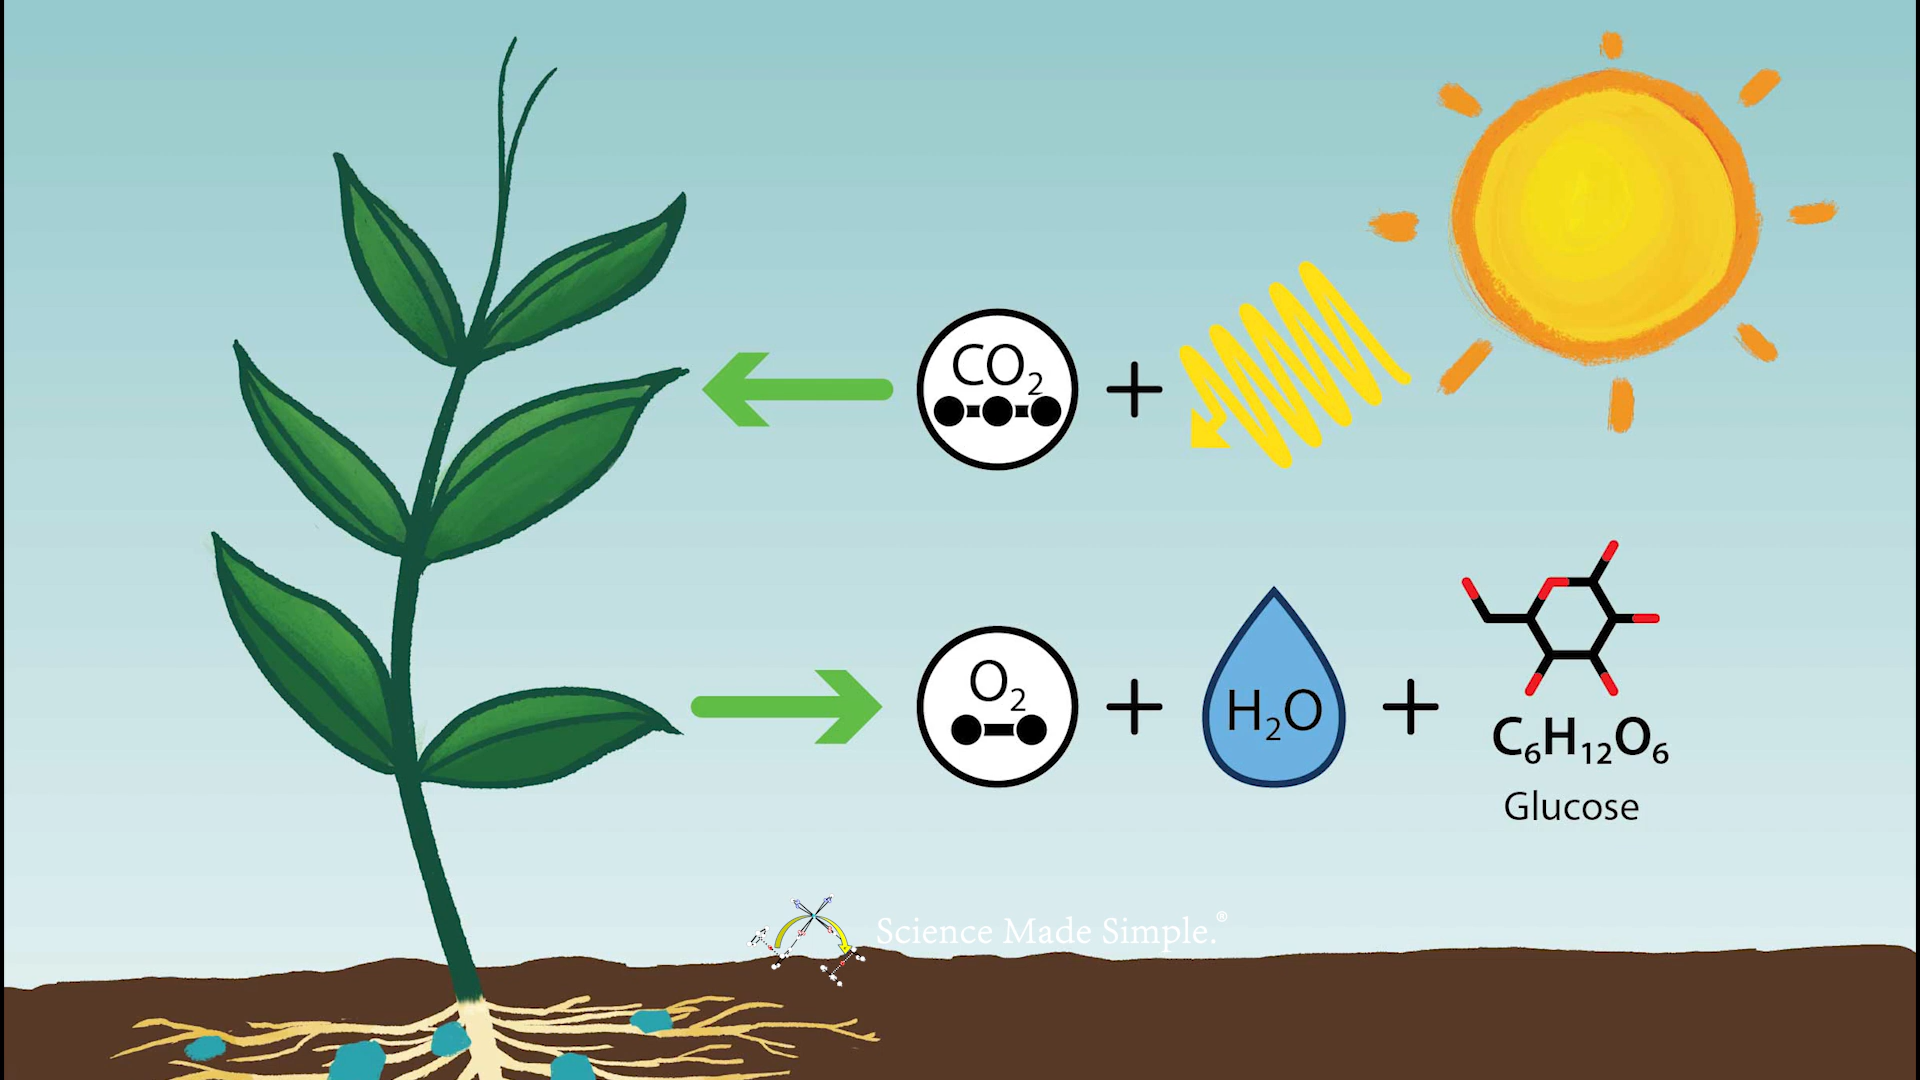 CO₂
O₂
H₂O
C₆H₁₂O₆
Glucose
Science Made Simple.®